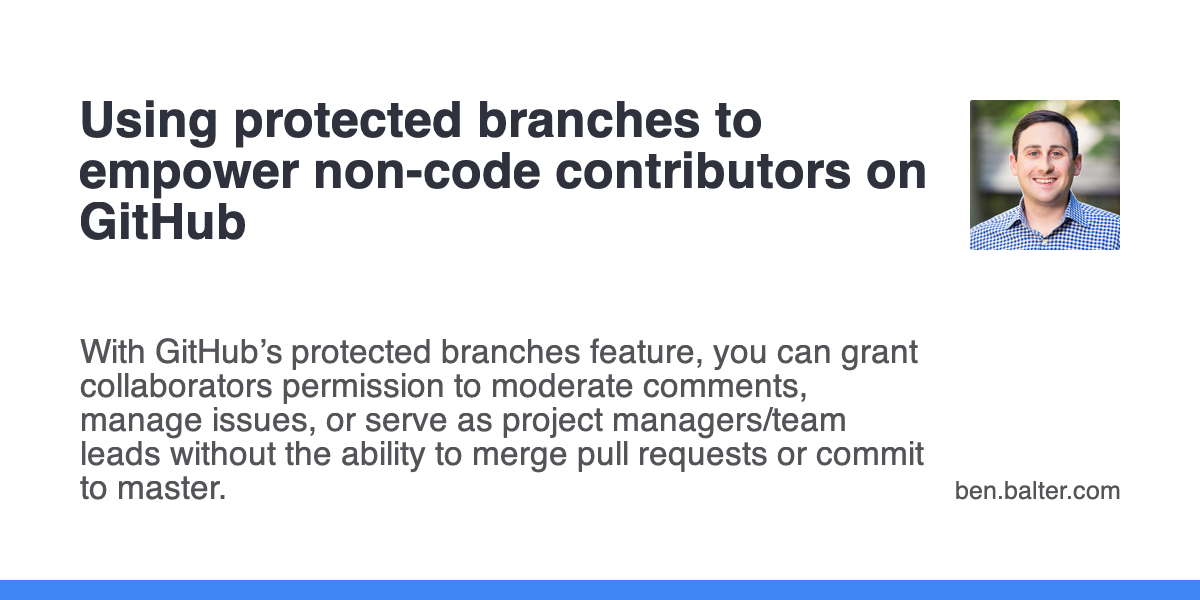 Using protected branches to
empower non-code contributors on
GitHub
With GitHub’s protected branches feature, you can grant
collaborators permission to moderate comments,
manage issues, or serve as project managers/team
leads without the ability to merge pull requests or commit
to master.
ben.balter.com